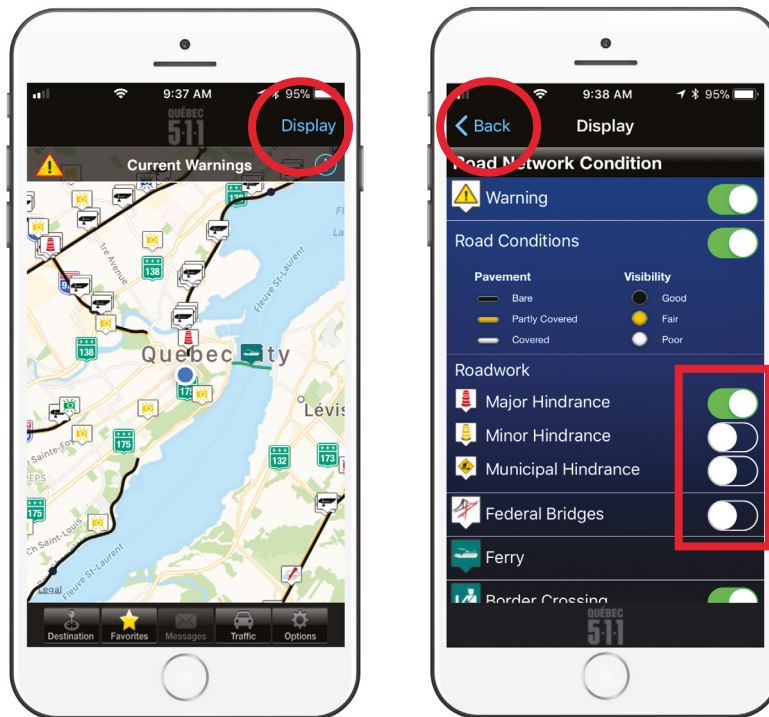 9:37 AM
95%
QUÉBEC
511
Display
Current Warnings
1re Avenue
138
Fleuve St-Laurent
138
Québec City
175
Lévis
175
132
173
175
Fleuve St-Laurent
Legal
Destination
Favorites
Messages
Traffic
Options
9:38 AM
95%
Back
Display
Road Network Condition
Warning
Road Conditions
Pavement
Visibility
Bare
Good
Partly Covered
Fair
Covered
Poor
Roadwork
Major Hindrance
Minor Hindrance
Municipal Hindrance
Federal Bridges
Ferry
Border Crossing
QUÉBEC
511